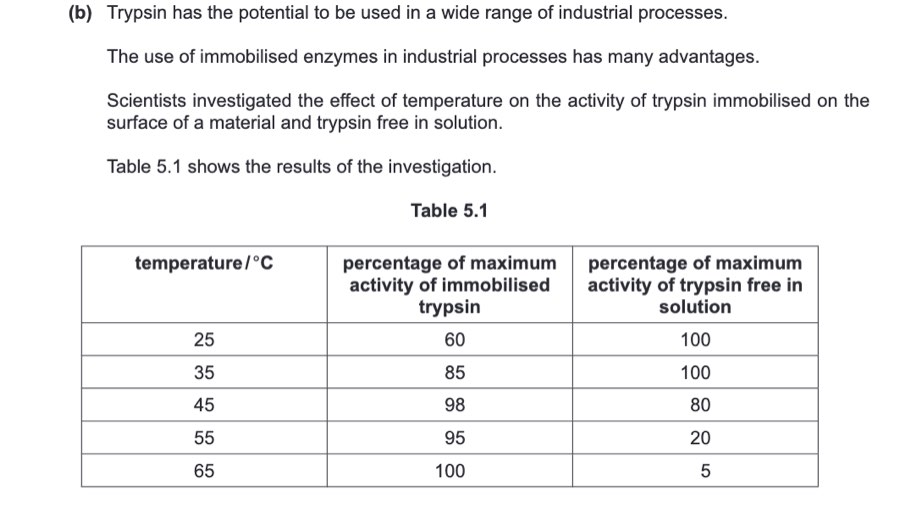 (b) Trypsin has the potential to be used in a wide range of industrial processes.
The use of immobilised enzymes in industrial processes has many advantages.
Scientists investigated the effect of temperature on the activity of trypsin immobilised on the
surface of a material and trypsin free in solution.
Table 5.1 shows the results of the investigation.
Table 5.1
temperature/°C percentage of maximum activity of immobilised trypsin percentage of maximum activity of trypsin free in solution
25 60 100
35 85 100
45 98 80
55 95 20
65 100 5